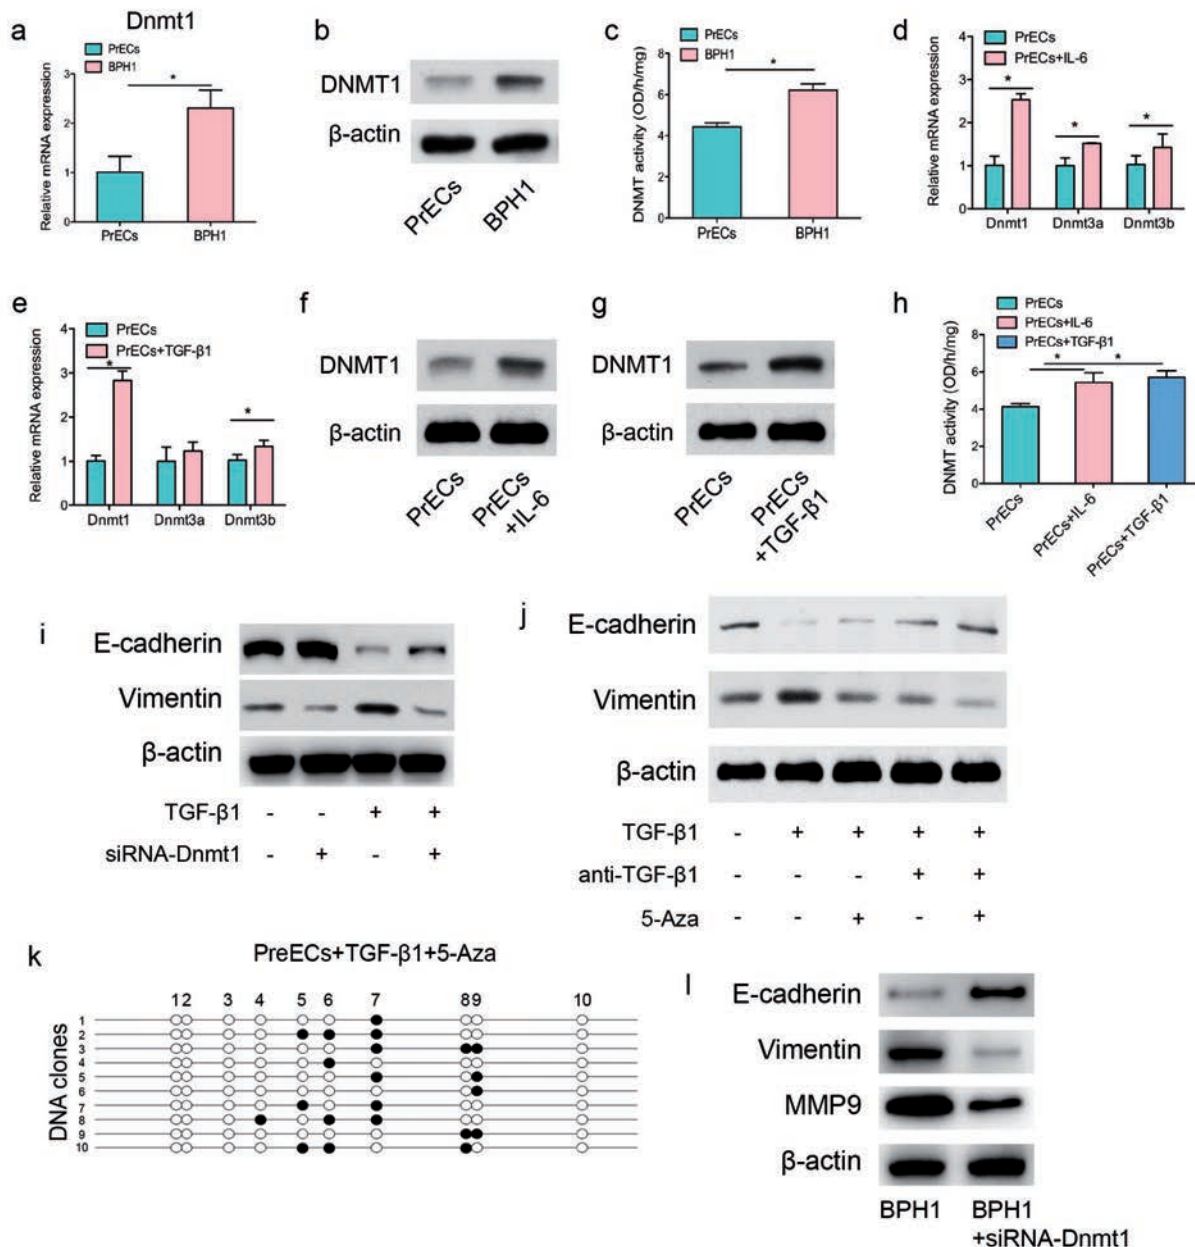 a
Dnmt1
PrECs
BPH1
*
Relative mRNA expression
3
2
1
0
PrECs BPH1
b
DNMT1
β-actin
PrECs BPH1
c
PrECs
BPH1
*
DNMT activity (OD/h/mg)
8
6
4
2
0
PrECs BPH1
d
PrECs
PrECs+IL-6
* * *
Relative mRNA expression
4
3
2
1
0
Dnmt1 Dnmt3a Dnmt3b
e
PrECs
PrECs+TGF-β1
* *
Relative mRNA expression
4
3
2
1
0
Dnmt1 Dnmt3a Dnmt3b
f
DNMT1
β-actin
PrECs PrECs
+IL-6
g
DNMT1
β-actin
PrECs PrECs
+TGF-β1
h
PrECs
PrECs+IL-6
PrECs+TGF-β1
* *
DNMT activity (OD/h/mg)
8
6
4
2
0
PrECs PrECs+IL-6 PrECs+TGF-β1
i
E-cadherin
Vimentin
β-actin
TGF-β1 - - + +
siRNA-Dnmt1 - + - +
j
E-cadherin
Vimentin
β-actin
TGF-β1 - + + + +
anti-TGF-β1 - - - + +
5-Aza - - + - +
k
PreECs+TGF-β1+5-Aza
1 2 3 4 5 6 7 8 9 10
DNA clones
1
2
3
4
5
6
7
8
9
10
l
E-cadherin
Vimentin
MMP9
β-actin
BPH1 BPH1
+siRNA-Dnmt1